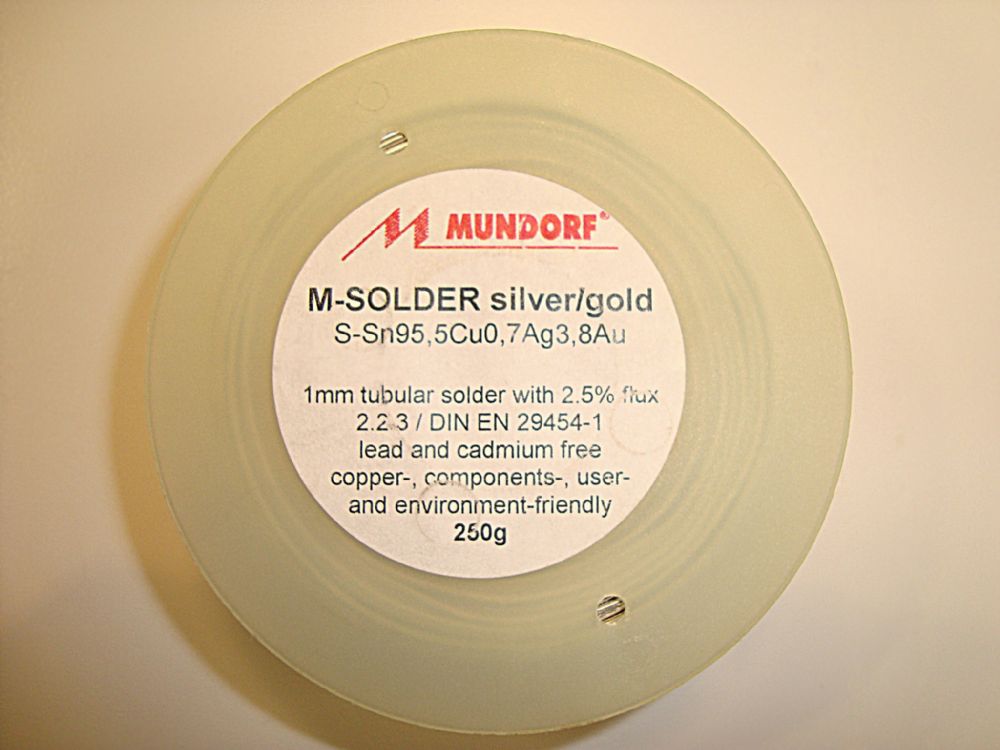 MUNDORF®
M-SOLDER silver/gold
S-Sn95,5Cu0,7Ag3,8Au
1mm tubular solder with 2.5% flux
2.2.3 / DIN EN 29454-1
lead and cadmium free
copper-, components-, user-
and environment-friendly
250g